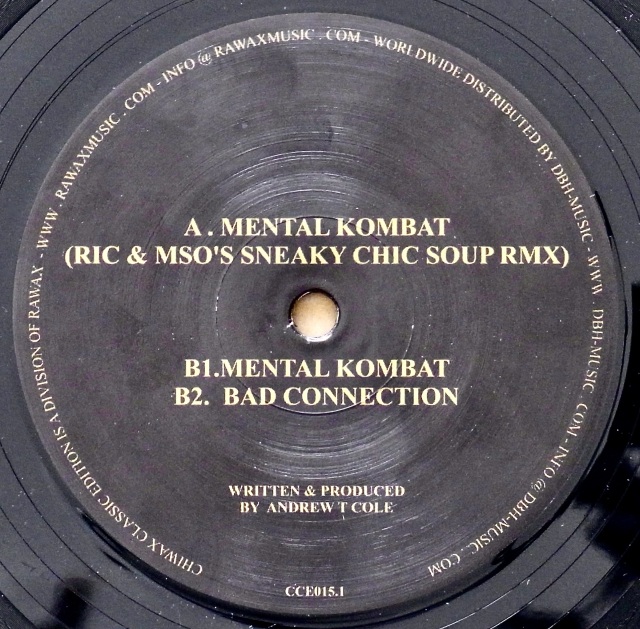 A . MENTAL KOMBAT
(RIC & MSO'S SNEAKY CHIC SOUP RMX)
B1.MENTAL KOMBAT
B2. BAD CONNECTION
WRITTEN & PRODUCED
BY ANDREW T COLE
CCE015.1
CHIWAX CLASSIC EDITION IS A DIVISION OF RAWAX - WWW . RAWAXMUSIC . COM - INFO @ RAWAXMUSIC . COM - WORLDWIDE DISTRIBUTED BY DBH-MUSIC - WWW . DBH-MUSIC . COM - INFO @ DBH-MUSIC . COM